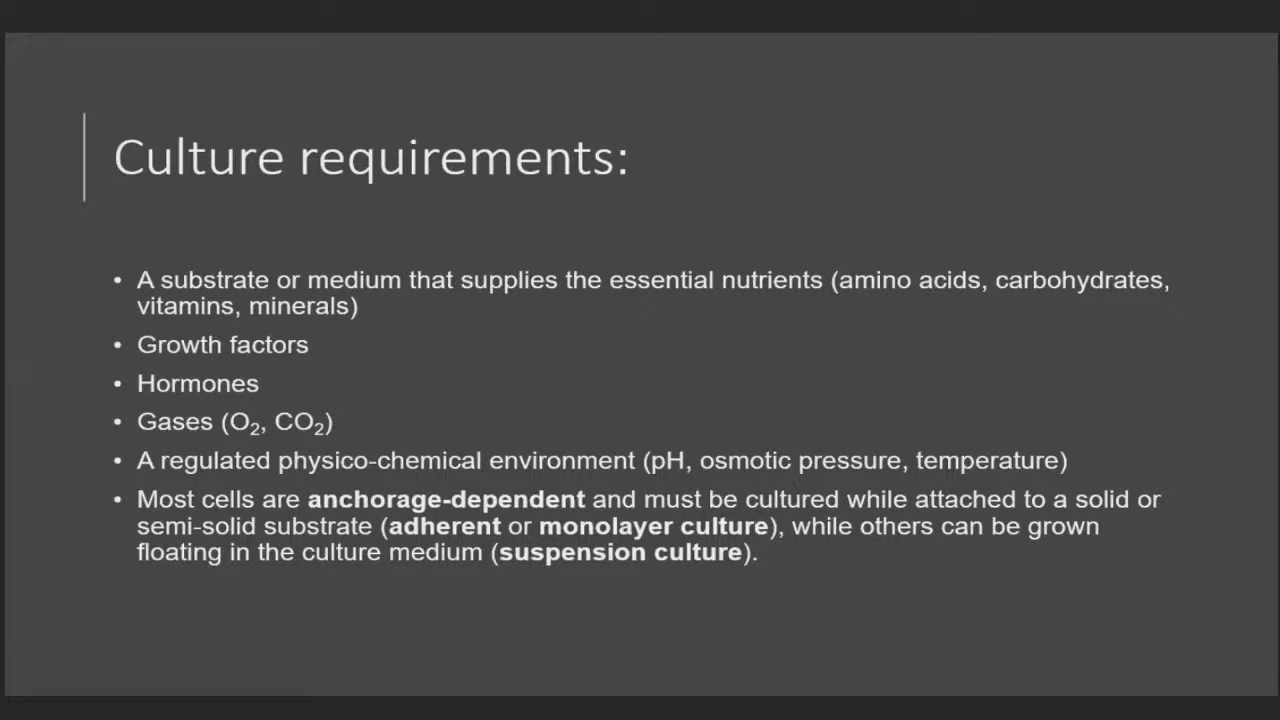 Culture requirements:
• A substrate or medium that supplies the essential nutrients (amino acids, carbohydrates,
vitamins, minerals)
• Growth factors
• Hormones
• Gases (O₂, CO₂)
• A regulated physico-chemical environment (pH, osmotic pressure, temperature)
• Most cells are anchorage-dependent and must be cultured while attached to a solid or
semi-solid substrate (adherent or monolayer culture), while others can be grown
floating in the culture medium (suspension culture).